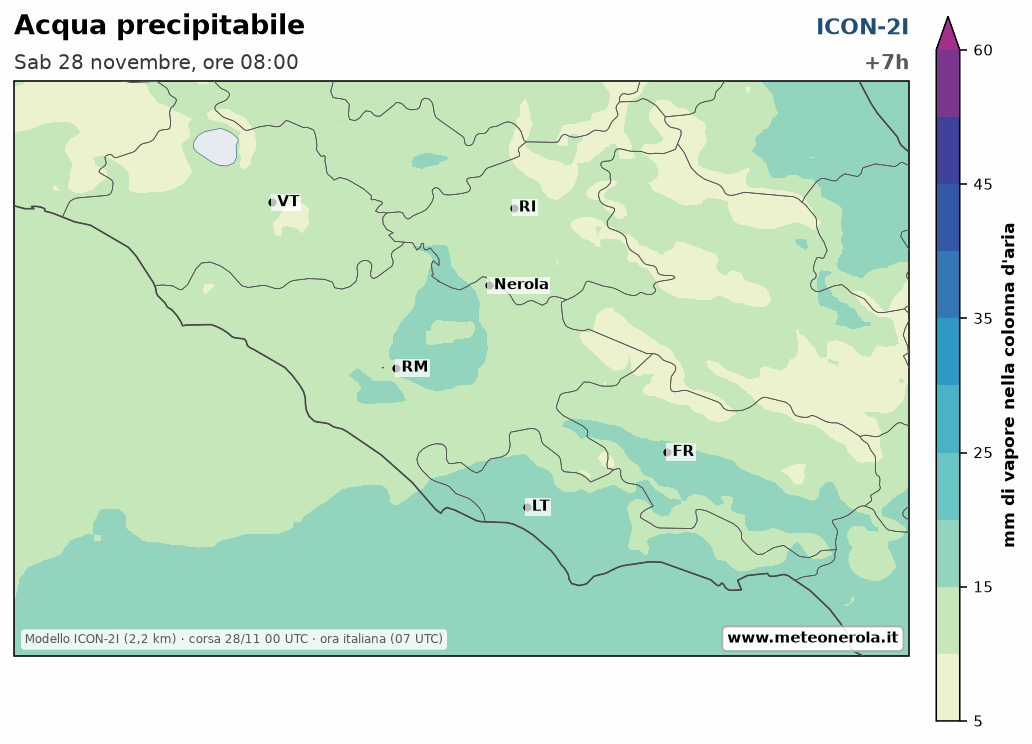 Acqua precipitabile
ICON-2I
Sab 28 novembre, ore 08:00
+7h
60
45
35
25
15
5
mm di vapore nella colonna d'aria
VT
RI
Nerola
RM
FR
LT
Modello ICON-2I (2,2 km) · corsa 28/11 00 UTC · ora italiana (07 UTC)
www.meteonerola.it